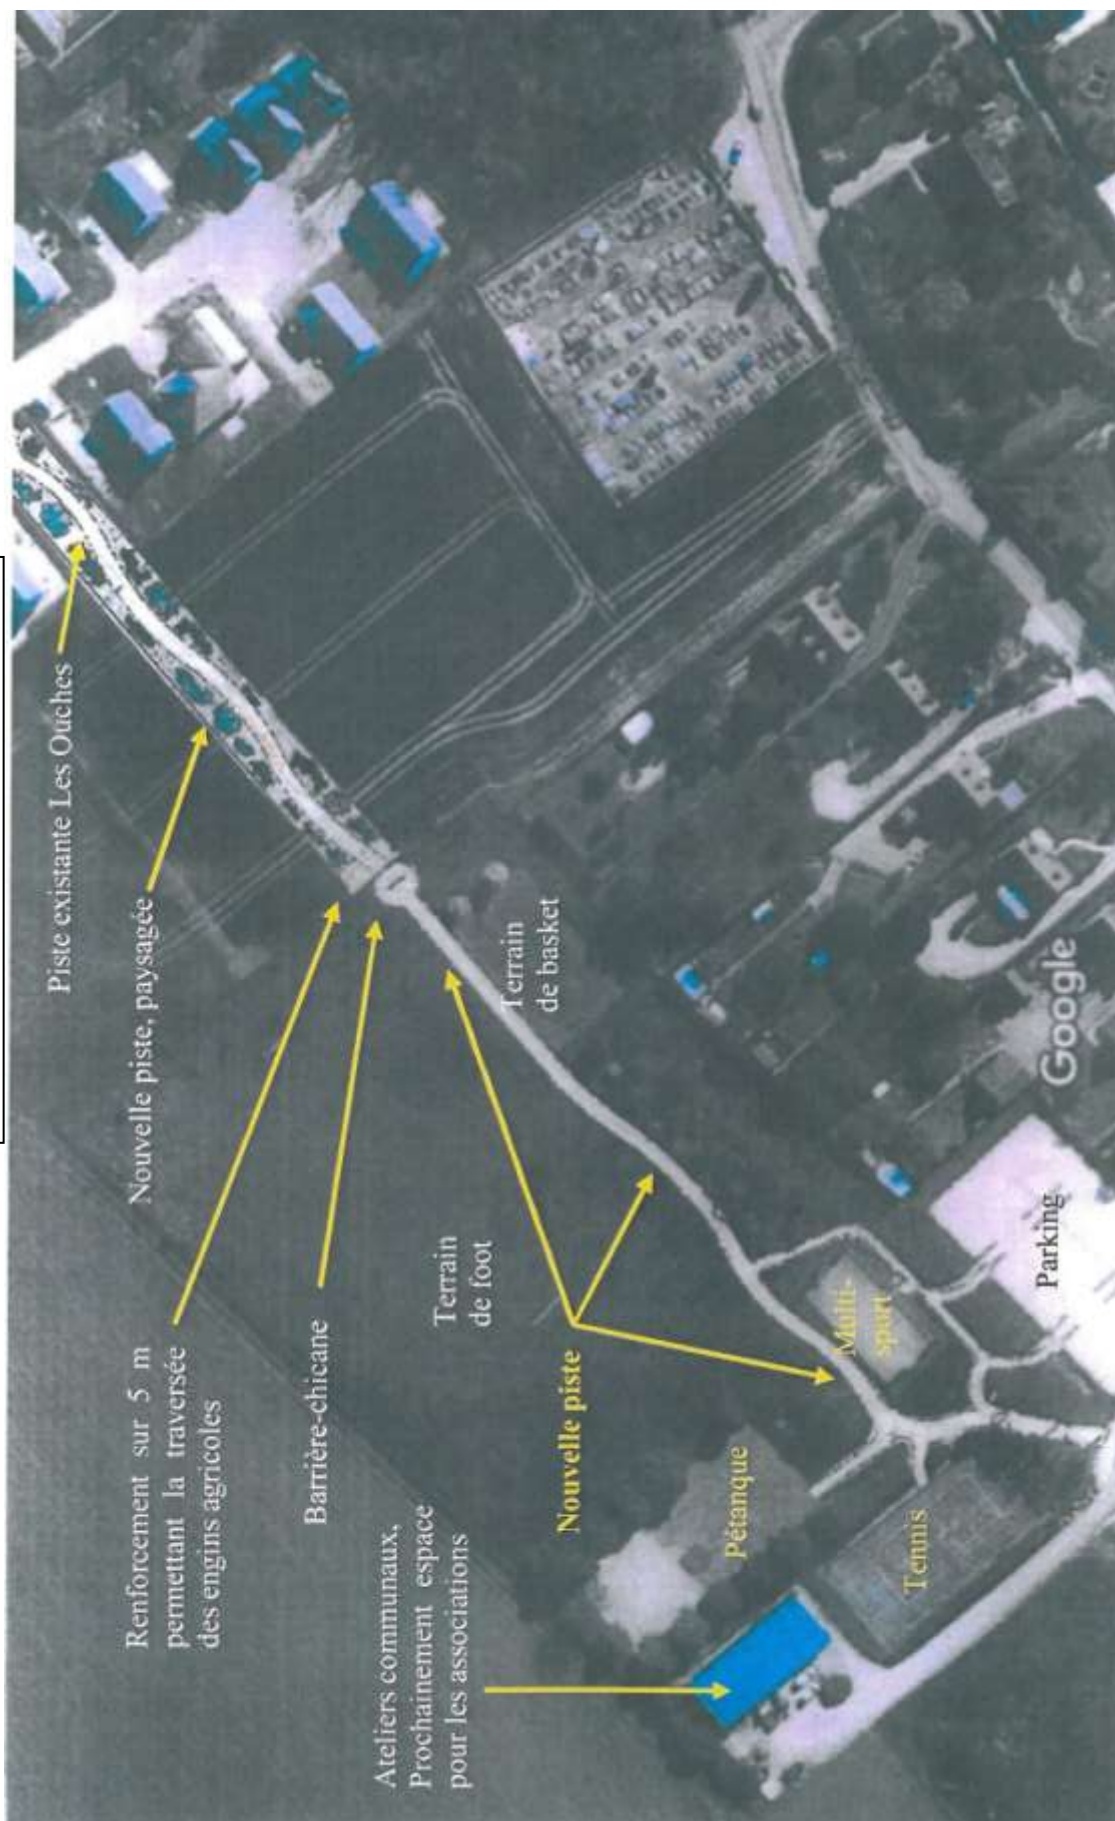 Piste existante Les Ouches
Nouvelle piste, paysagée
Renforcement sur 5 m
permettant la traversée
des engins agricoles
Barrière-chicane
Ateliers communaux,
Prochainement espace
pour les associations
Terrain
de basket
Terrain
de foot
Nouvelle piste
Pétanque
Multi-
sport
Tennis
Parking
Google